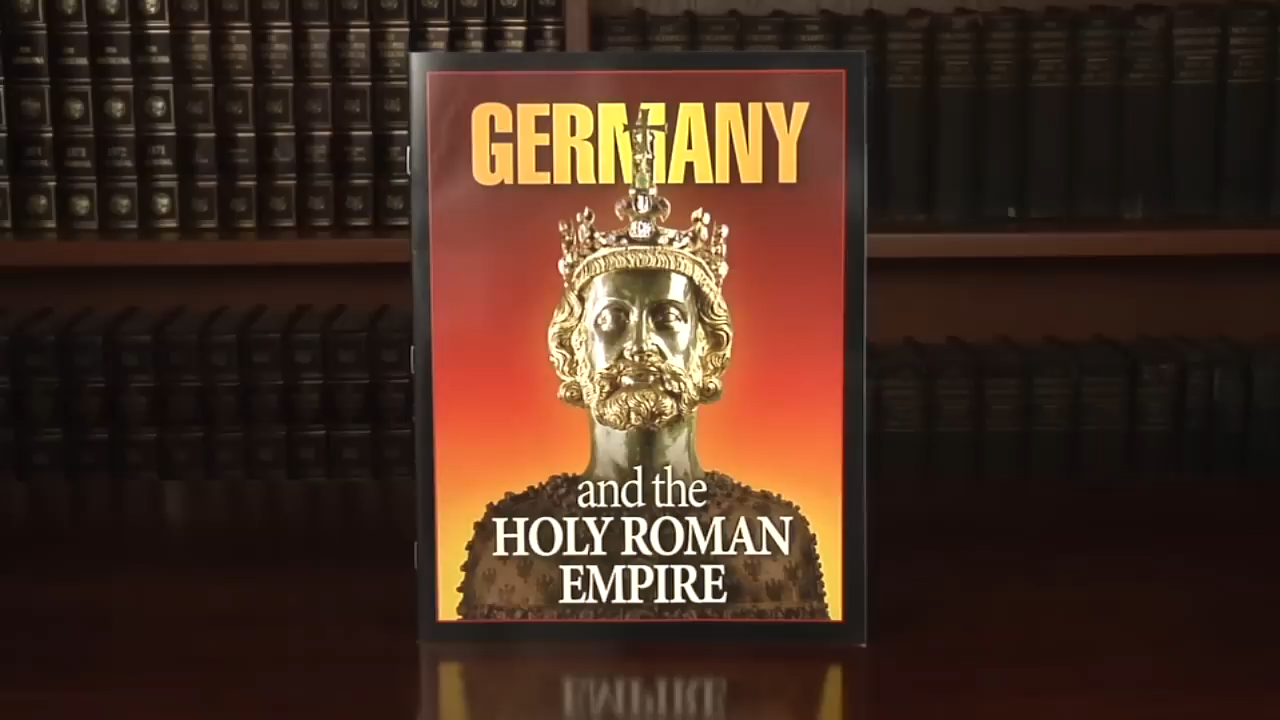 GERMANY
and the
HOLY ROMAN
EMPIRE